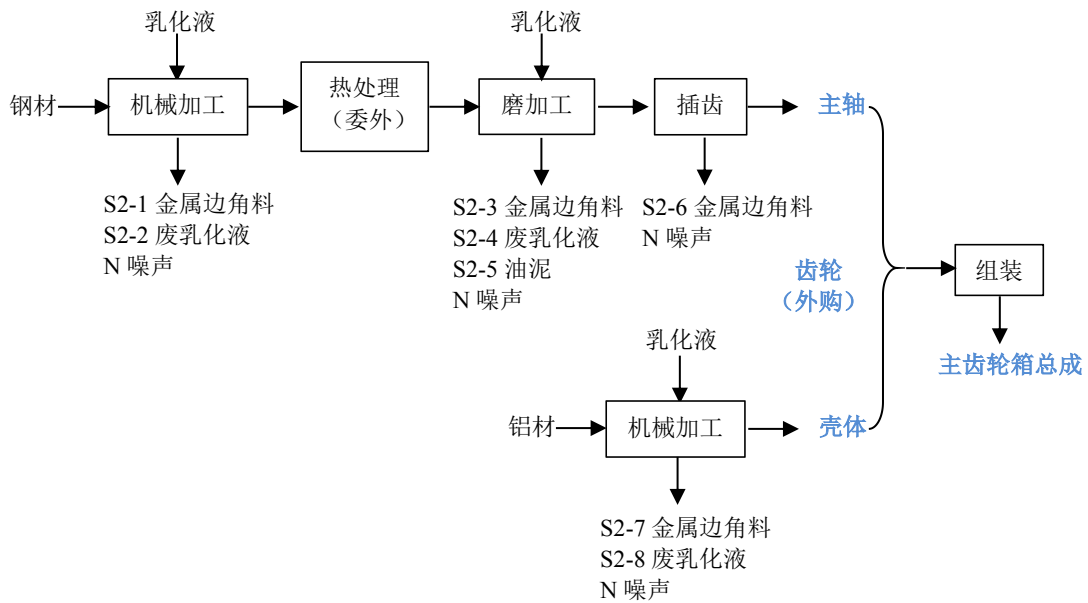 乳化液
乳化液
钢材
机械加工
热处理
（委外）
磨加工
插齿
主轴
S2-1 金属边角料
S2-2 废乳化液
N 噪声
S2-3 金属边角料
S2-4 废乳化液
S2-5 油泥
N 噪声
S2-6 金属边角料
N 噪声
齿轮
（外购）
组装
主齿轮箱总成
乳化液
铝材
机械加工
壳体
S2-7 金属边角料
S2-8 废乳化液
N 噪声